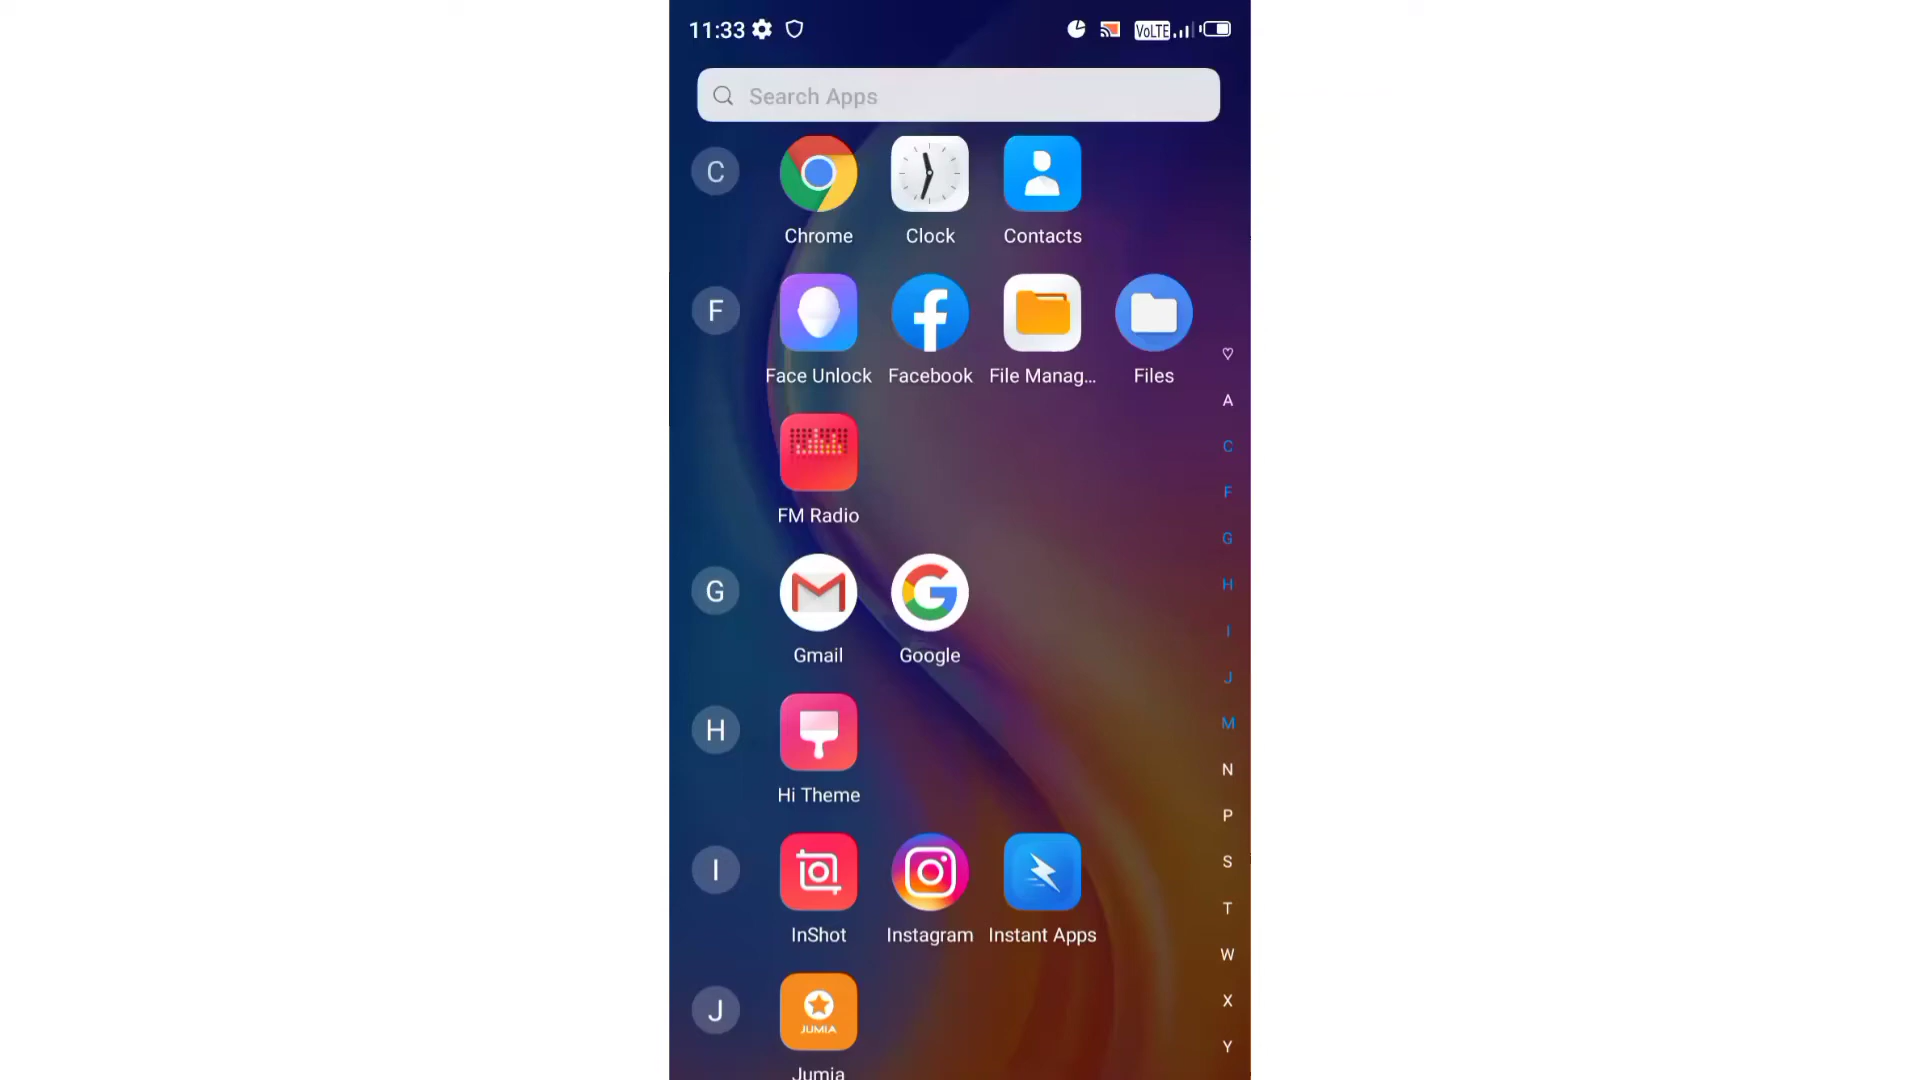 11:33 VoLTE
Search Apps
C
Chrome Clock Contacts
F
Face Unlock Facebook File Manag... Files
FM Radio
G
Gmail Google
H
Hi Theme
I
InShot Instagram Instant Apps
J
JUMIA
Jumia
A
C
F
G
H
I
J
M
N
P
S
T
W
X
Y